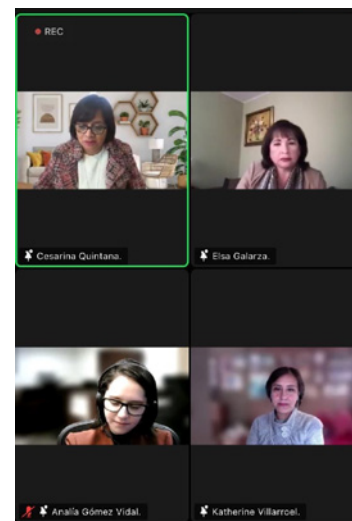 REC
Cesarina Quintana.
Elsa Galarza.
Analía Gómez Vidal.
Katherine Villarroel.